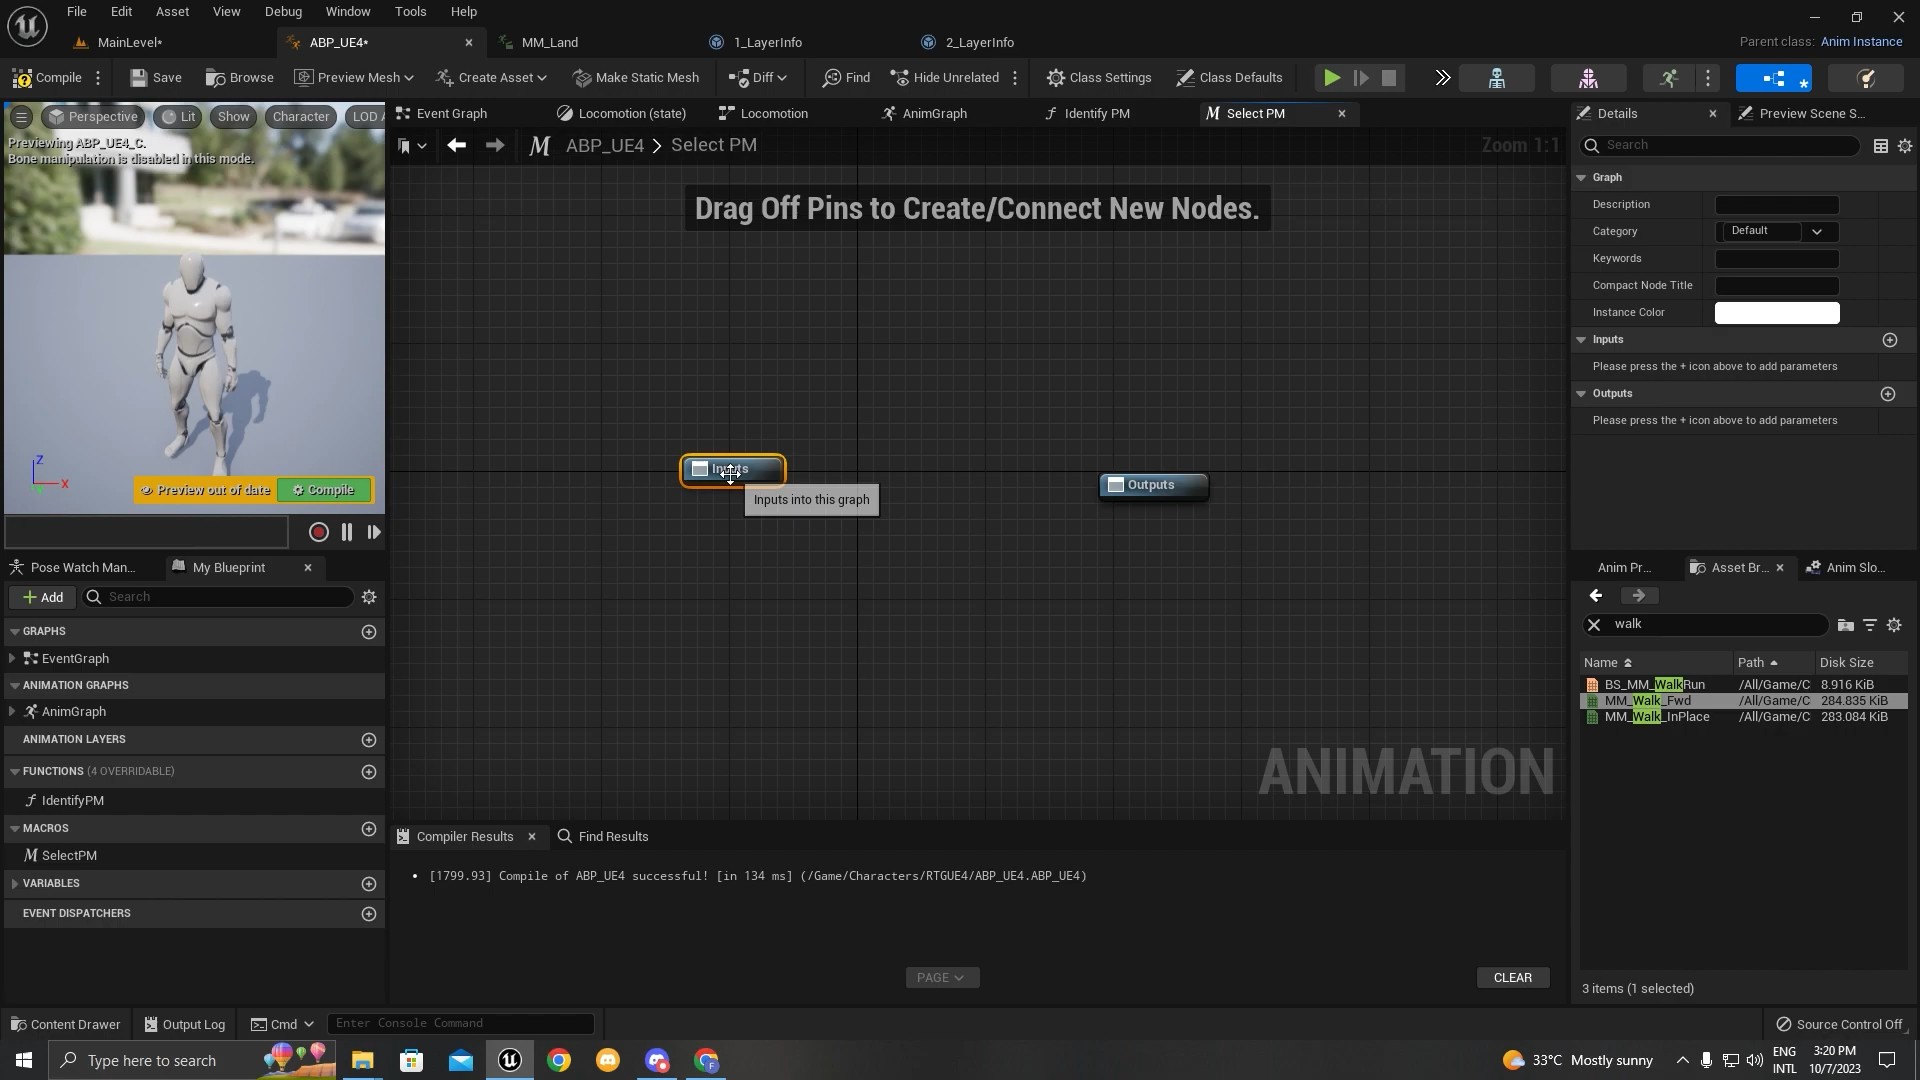 File Edit Asset View Debug Window Tools Help
MainLevel* ABP_UE4* MM_Land 1_LayerInfo 2_LayerInfo Parent class: Anim Instance
Compile Save Browse Preview Mesh Create Asset Make Static Mesh Diff Find Hide Unrelated Class Settings Class Defaults
Perspective Lit Show Character LOD A
Previewing ABP_UE4_C.
Bone manipulation is disabled in this mode.
Z
X
Preview out of date Compile
Event Graph Locomotion (state) Locomotion AnimGraph Identify PM Select PM
ABP_UE4 > Select PM Zoom 1:1
Drag Off Pins to Create/Connect New Nodes.
Inputs
Inputs into this graph
Outputs
ANIMATION
Details Preview Scene S...
Search
Graph
Description
Category Default
Keywords
Compact Node Title
Instance Color
Inputs
Please press the + icon above to add parameters
Outputs
Please press the + icon above to add parameters
Pose Watch Man... My Blueprint
Add Search
GRAPHS
EventGraph
ANIMATION GRAPHS
AnimGraph
ANIMATION LAYERS
FUNCTIONS (4 OVERRIDABLE)
IdentifyPM
MACROS
SelectPM
VARIABLES
EVENT DISPATCHERS
Compiler Results Find Results
• [1799.93] Compile of ABP_UE4 successful! [in 134 ms] (/Game/Characters/RTGUE4/ABP_UE4.ABP_UE4)
PAGE CLEAR
Anim Pr... Asset Br... Anim Slo...
walk
Name Path Disk Size
BS_MM_WalkRun /All/Game/C 8.916 KiB
MM_Walk_Fwd /All/Game/C 284.835 KiB
MM_Walk_InPlace /All/Game/C 283.084 KiB
3 items (1 selected)
Content Drawer Output Log Cmd Enter Console Command Source Control Off
Type here to search 33°C Mostly sunny ENG INTL 3:20 PM 10/7/2023